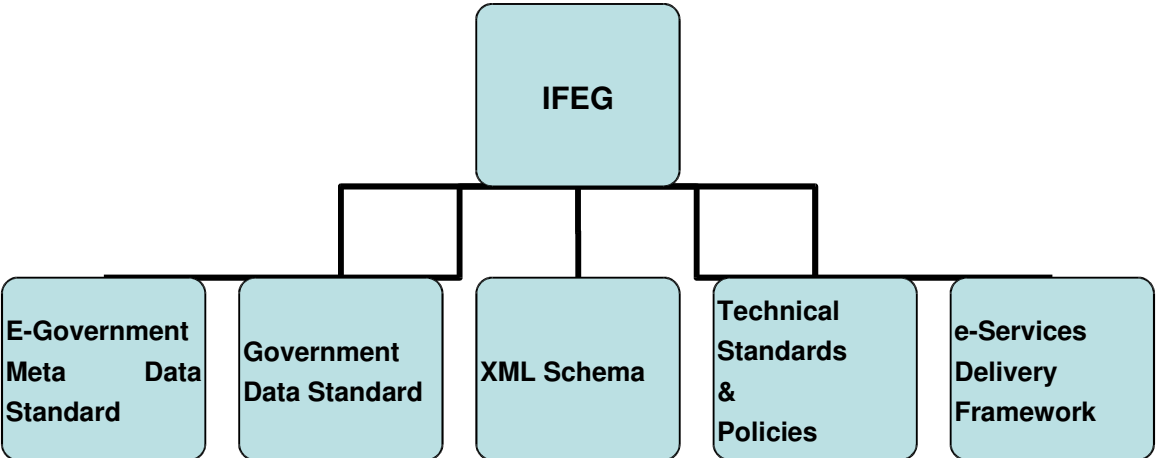 IFEG
E-Government
Meta Data
Standard
Government
Data Standard
XML Schema
Technical
Standards
&
Policies
e-Services
Delivery
Framework